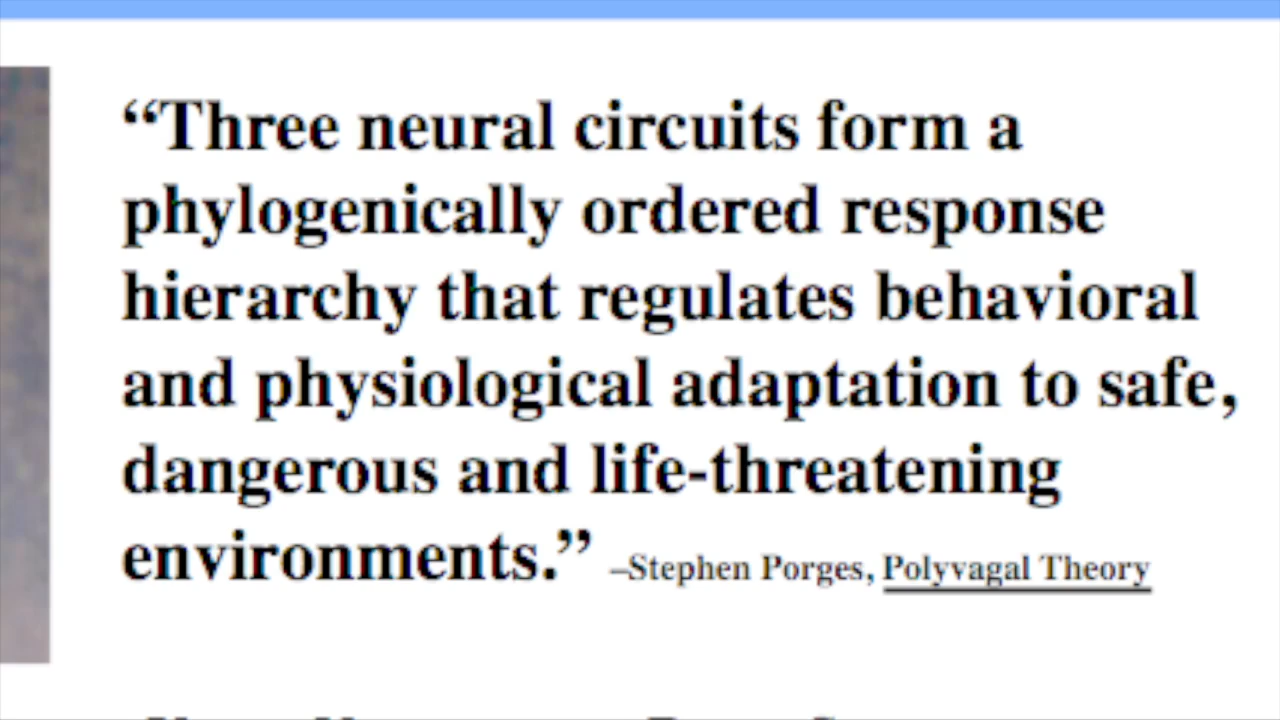 “Three neural circuits form a
phylogenically ordered response
hierarchy that regulates behavioral
and physiological adaptation to safe,
dangerous and life-threatening
environments.” –Stephen Porges, Polyvagal Theory